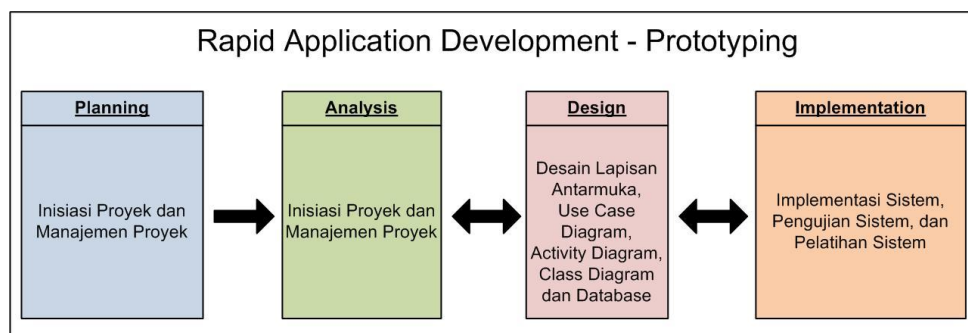 Rapid Application Development - Prototyping
Planning
Inisiasi Proyek dan
Manajemen Proyek
Analysis
Inisiasi Proyek dan
Manajemen Proyek
Design
Desain Lapisan
Antarmuka,
Use Case
Diagram,
Activity Diagram,
Class Diagram
dan Database
Implementation
Implementasi Sistem,
Pengujian Sistem, dan
Pelatihan Sistem